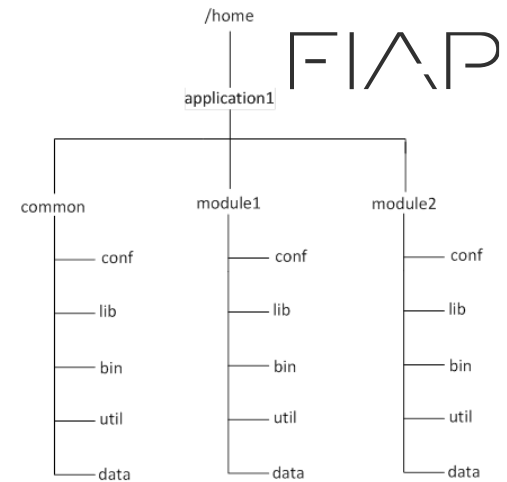 /home
FIAP
application1
common
module1
module2
conf
conf
conf
lib
lib
lib
bin
bin
bin
util
util
util
data
data
data